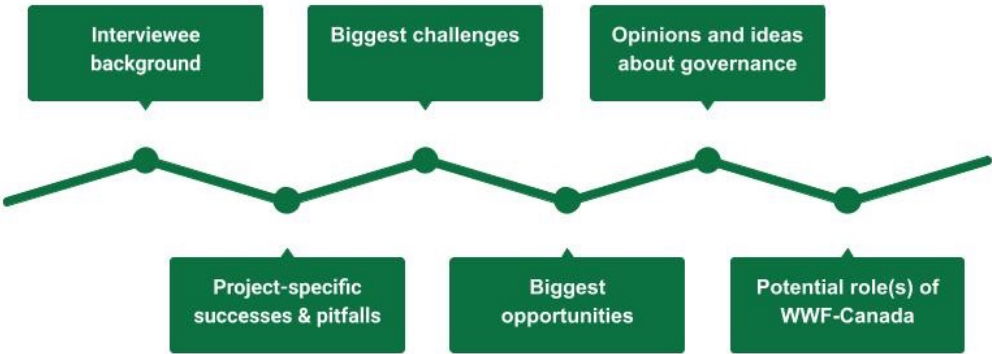 Interviewee
background
Biggest challenges
Opinions and ideas
about governance
Project-specific
successes & pitfalls
Biggest
opportunities
Potential role(s) of
WWF-Canada